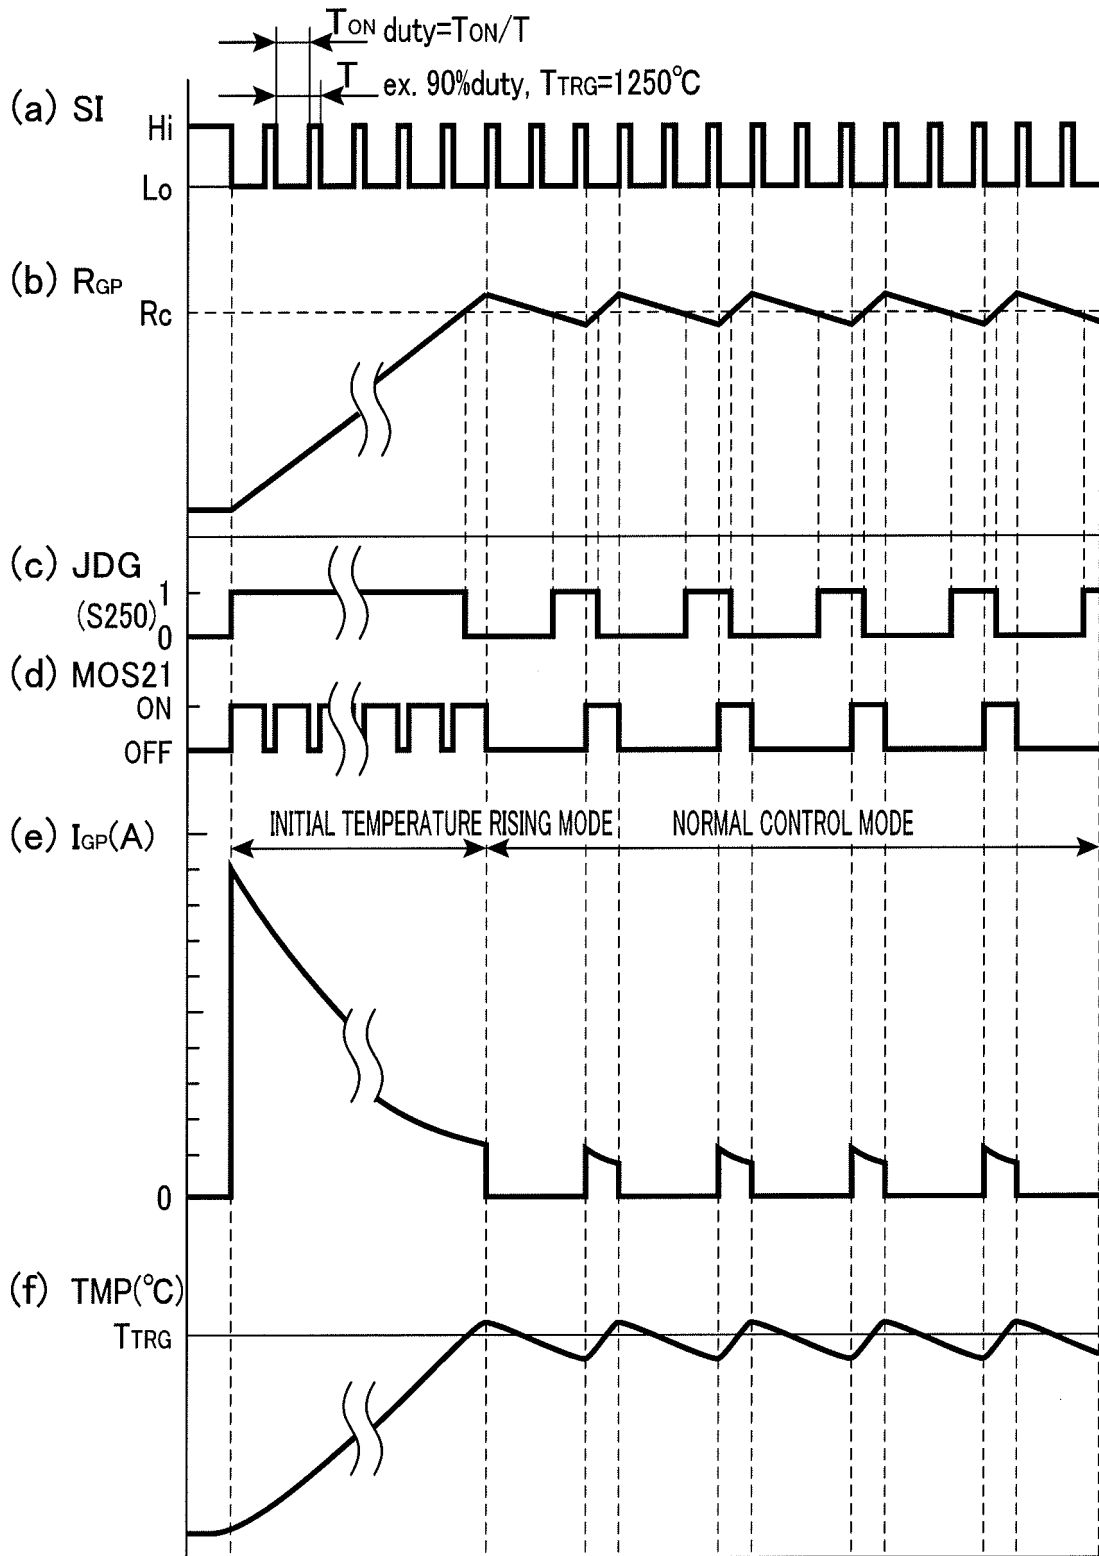 TON duty=TON/T
T ex. 90%duty, TTRG=1250°C
(a) SI
Hi
Lo
(b) RGP
Rc
(c) JDG
1
(S250)
0
(d) MOS21
ON
OFF
INITIAL TEMPERATURE RISING MODE NORMAL CONTROL MODE
(e) IGP(A)
0
(f) TMP(°C)
TTRG